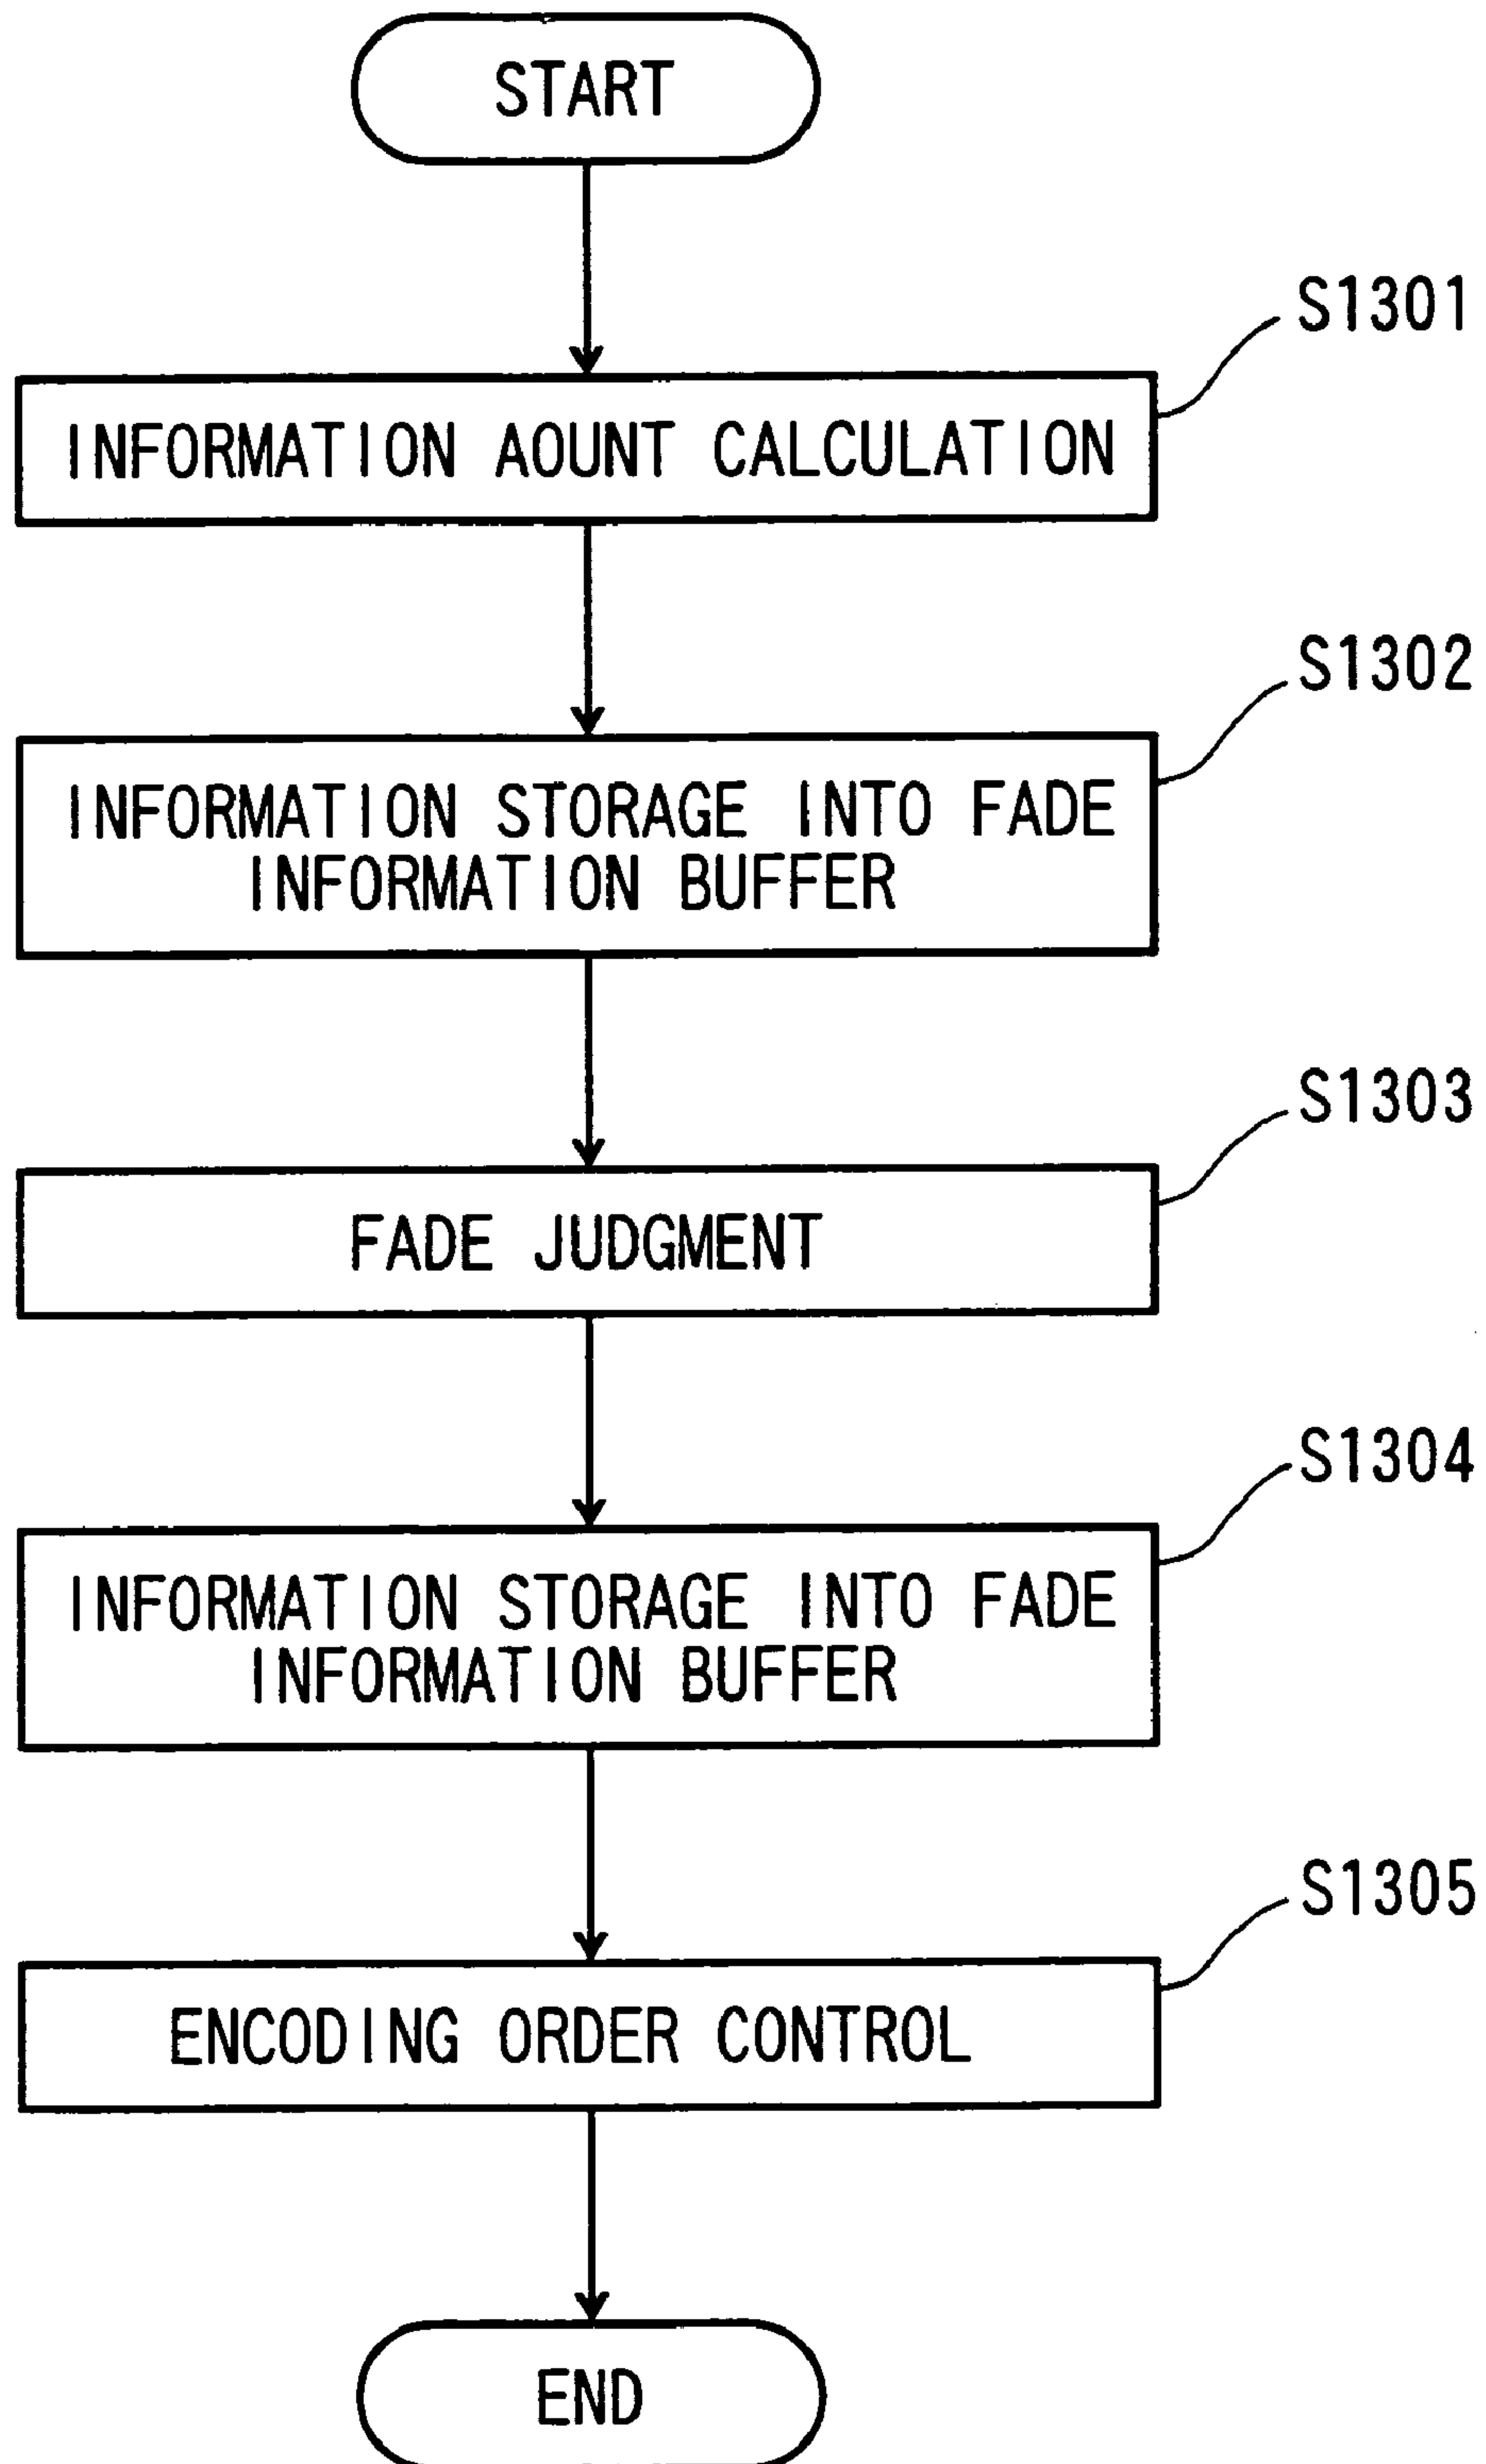 START
S1301
INFORMATION AOUNT CALCULATION
S1302
INFORMATION STORAGE INTO FADE
INFORMATION BUFFER
S1303
FADE JUDGMENT
S1304
INFORMATION STORAGE INTO FADE
INFORMATION BUFFER
S1305
ENCODING ORDER CONTROL
END